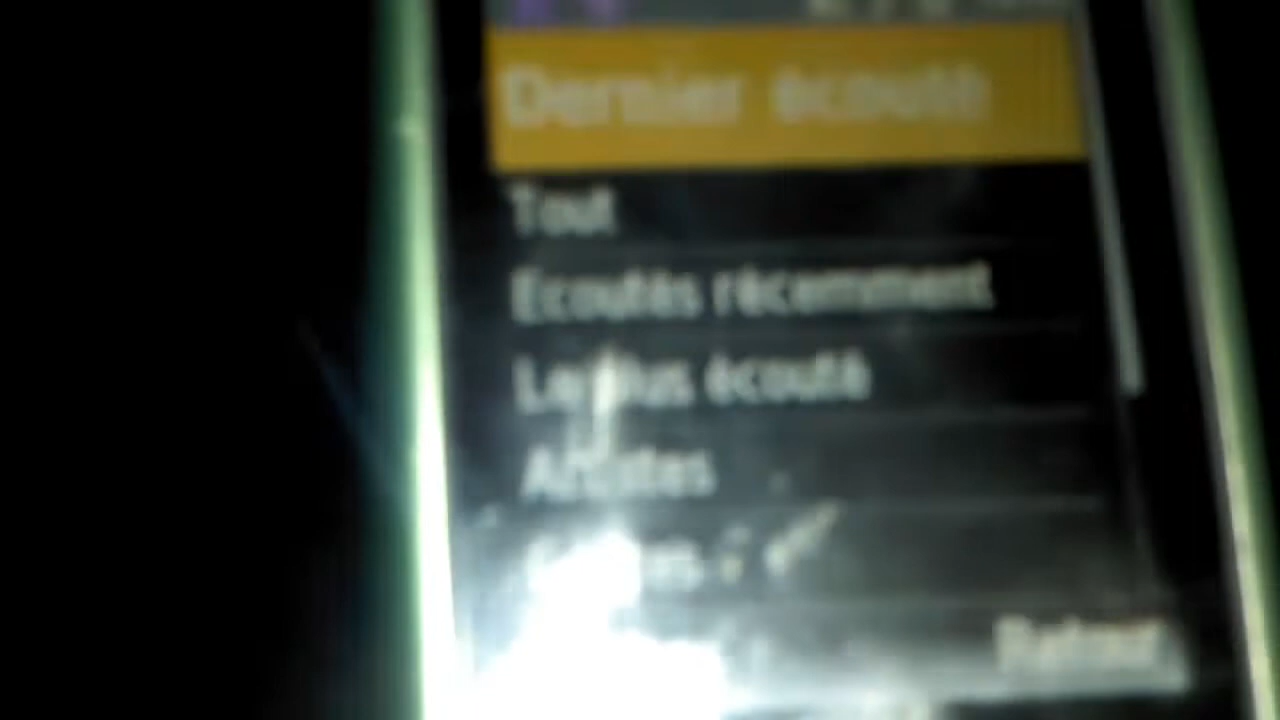 Dernier écouté
Tout
Ecoutés récemment
Le plus écouté
Artistes
Retour